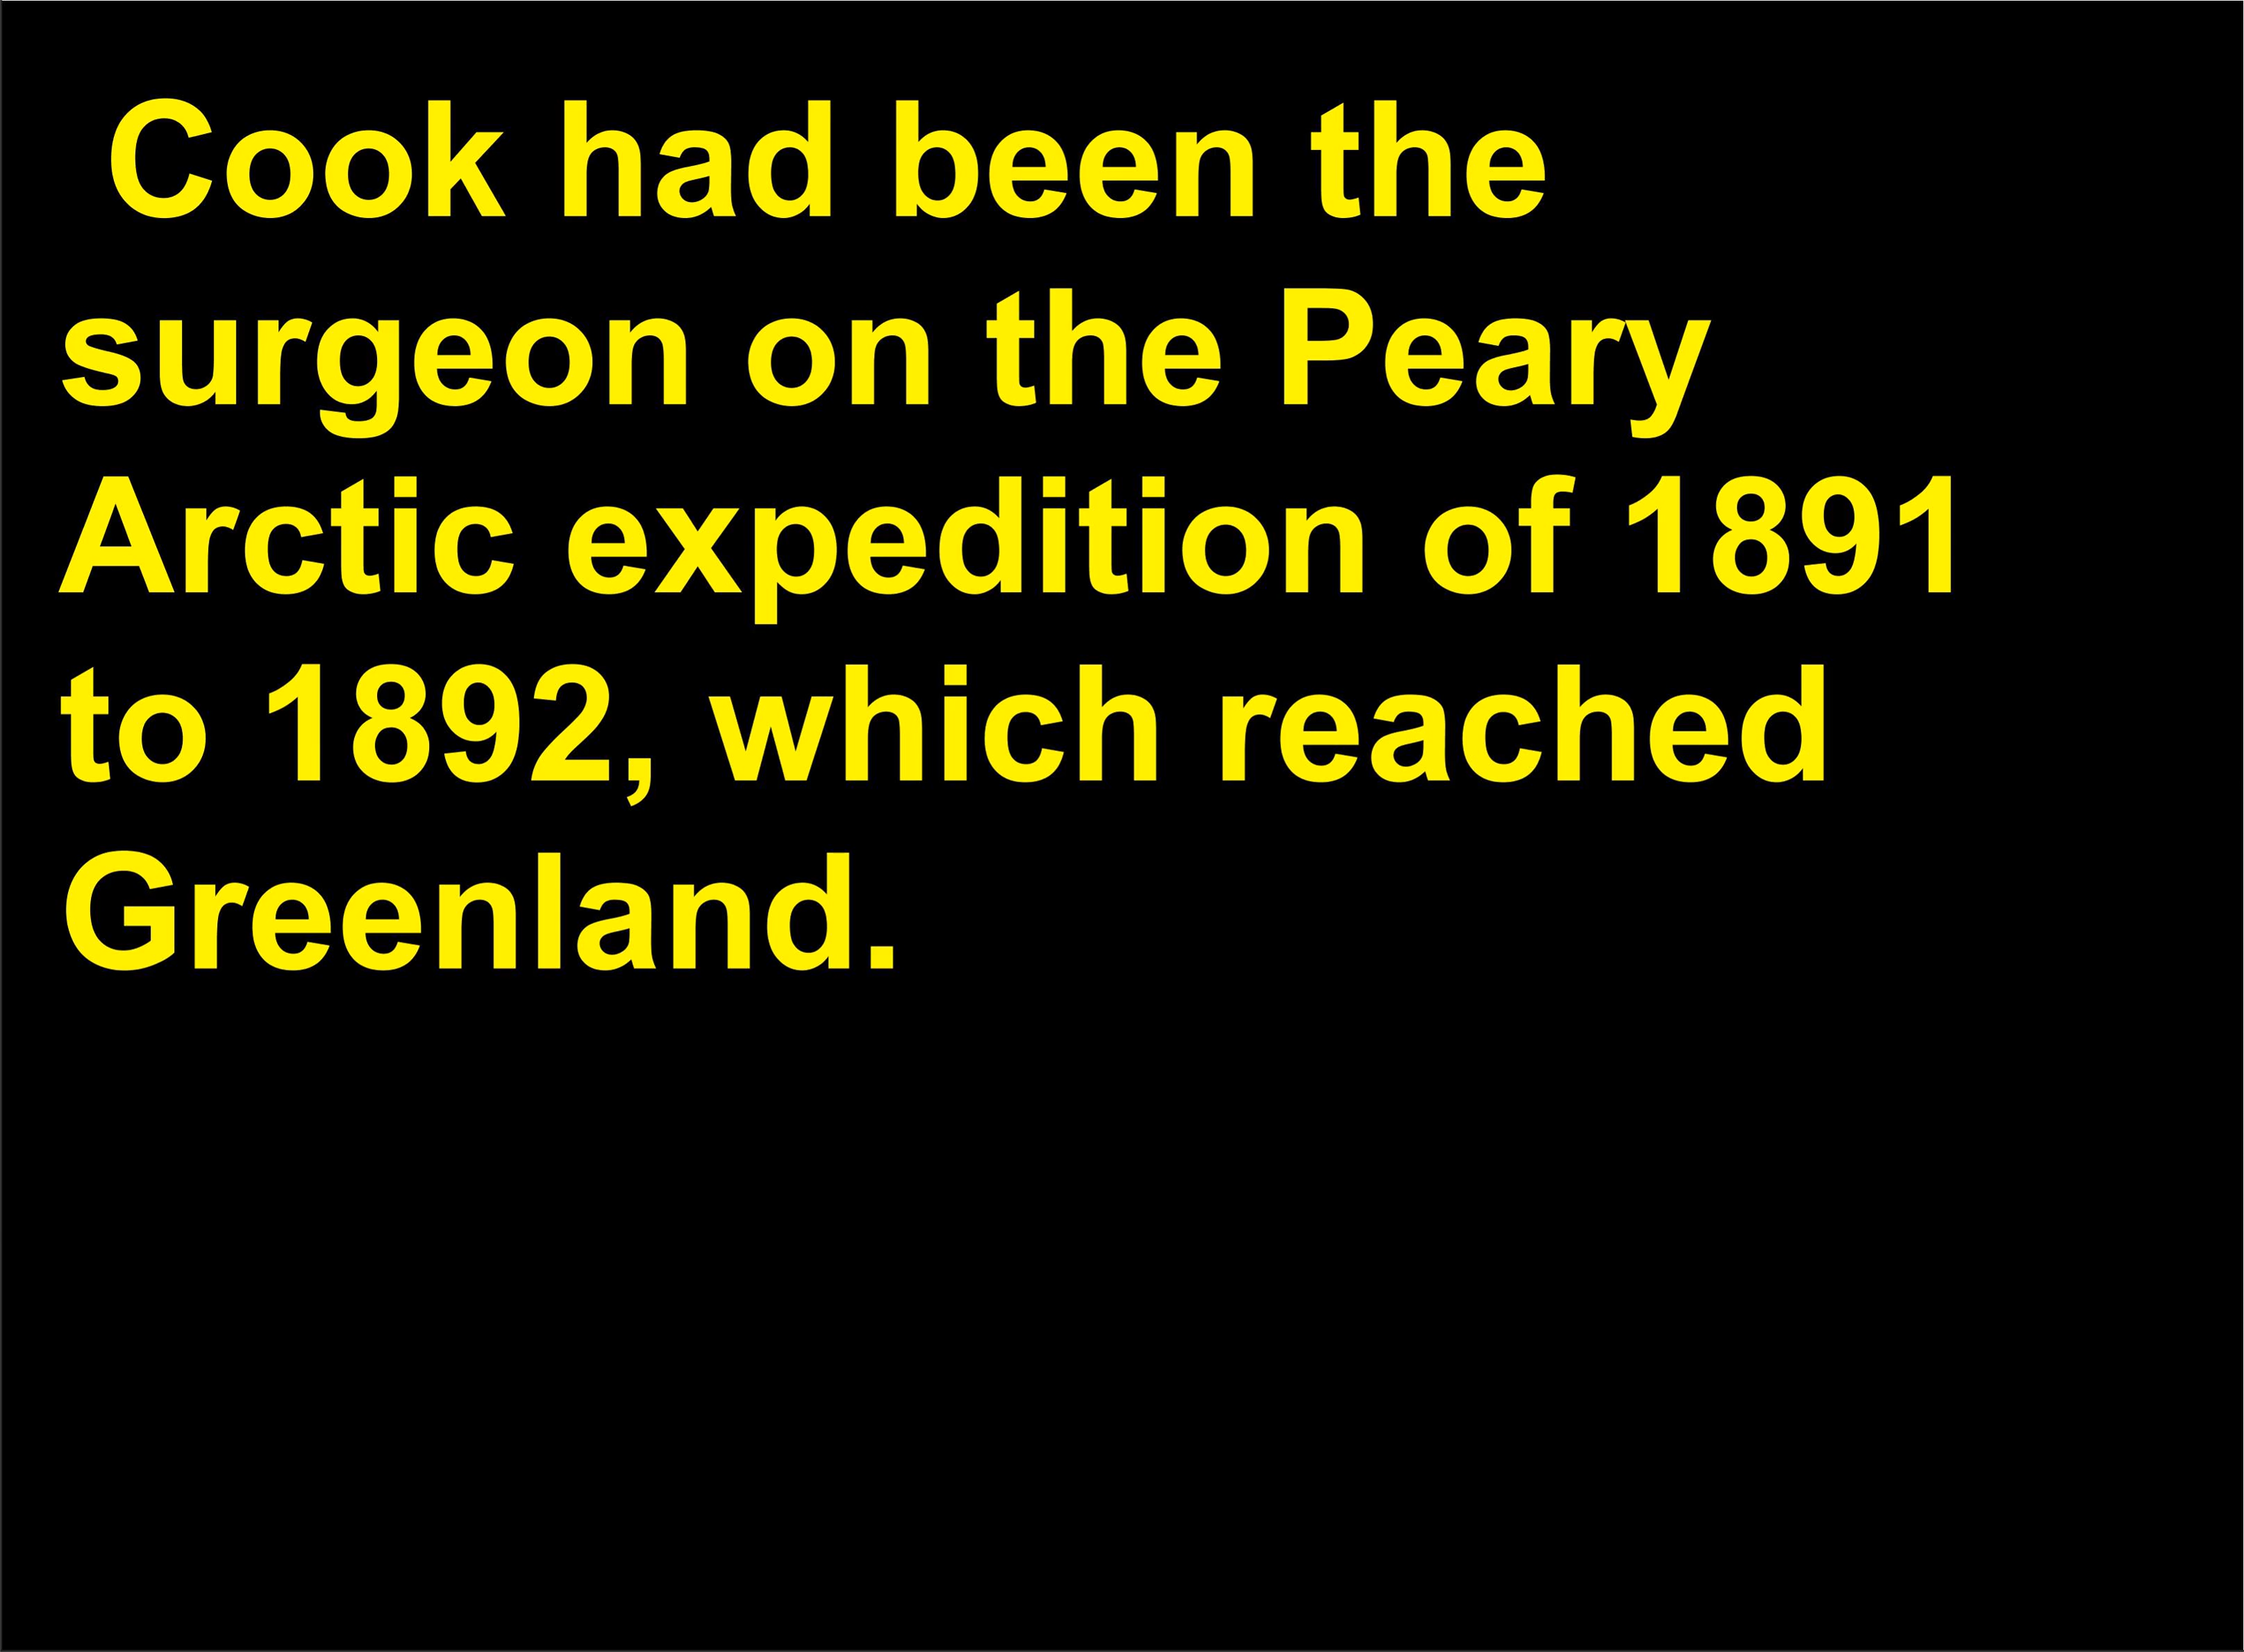 Cook had been the
surgeon on the Peary
Arctic expedition of 1891
to 1892, which reached
Greenland.